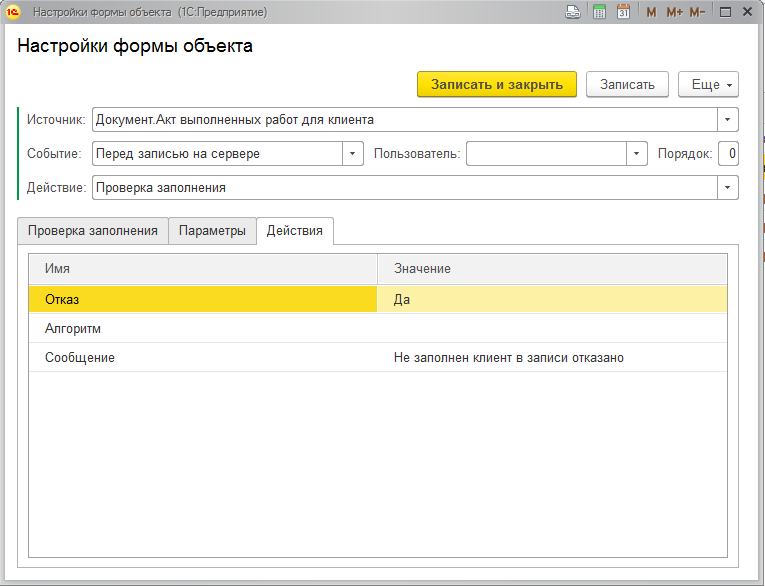 1С Настройки формы объекта (1С:Предприятие) 31 M M+ M-
Настройки формы объекта
Записать и закрыть Записать Еще
Источник: Документ.Акт выполненных работ для клиента
Событие: Перед записью на сервере Пользователь: Порядок: 0
Действие: Проверка заполнения
Проверка заполнения Параметры Действия
Имя Значение
Отказ Да
Алгоритм
Сообщение Не заполнен клиент в записи отказано